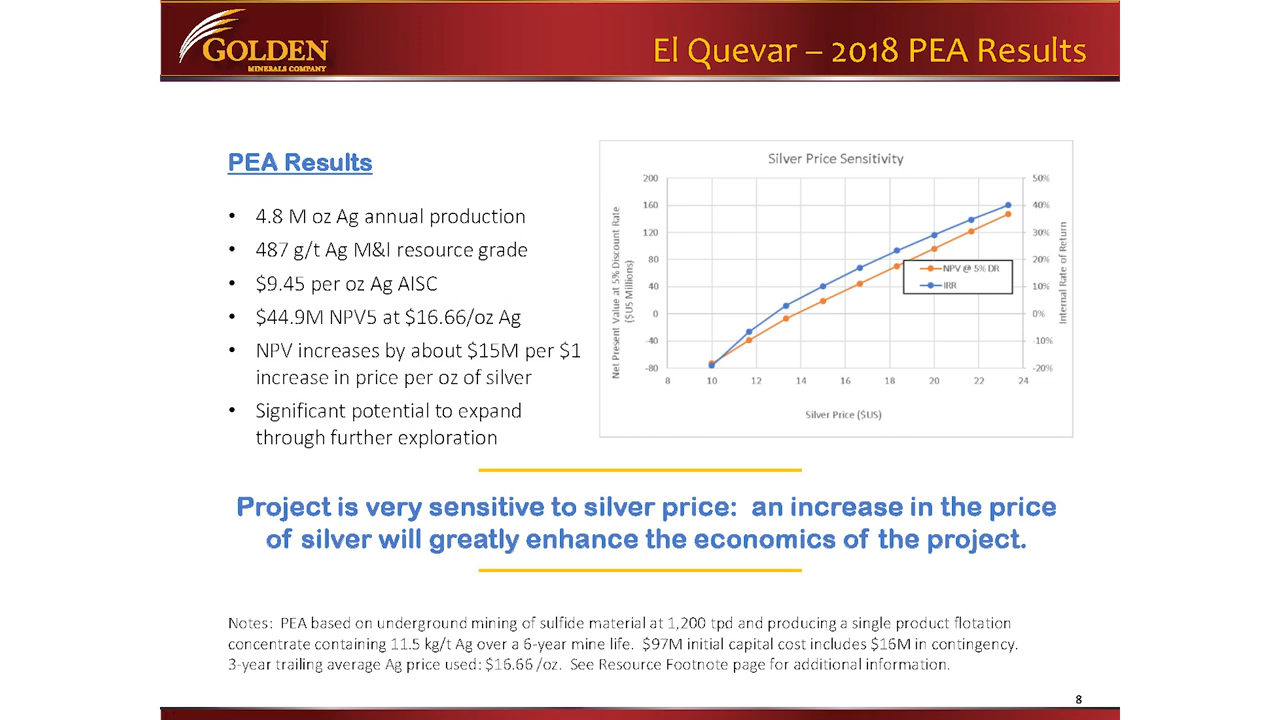 GOLDEN
MINERALS COMPANY
El Quevar – 2018 PEA Results
PEA Results
• 4.8 M oz Ag annual production
• 487 g/t Ag M&I resource grade
• $9.45 per oz Ag AISC
• $44.9M NPV5 at $16.66/oz Ag
• NPV increases by about $15M per $1
increase in price per oz of silver
• Significant potential to expand
through further exploration
Silver Price Sensitivity
Net Present Value at 5% Discount Rate
($US Millions)
200
160
120
80
40
0
-40
-80
50%
40%
30%
20%
10%
0%
-10%
-20%
Internal Rate of Return
NPV @ 5% DR
IRR
8 10 12 14 16 18 20 22 24
Silver Price ($US)
Project is very sensitive to silver price: an increase in the price
of silver will greatly enhance the economics of the project.
Notes: PEA based on underground mining of sulfide material at 1,200 tpd and producing a single product flotation
concentrate containing 11.5 kg/t Ag over a 6-year mine life. $97M initial capital cost includes $16M in contingency.
3-year trailing average Ag price used: $16.66 /oz. See Resource Footnote page for additional information.
8